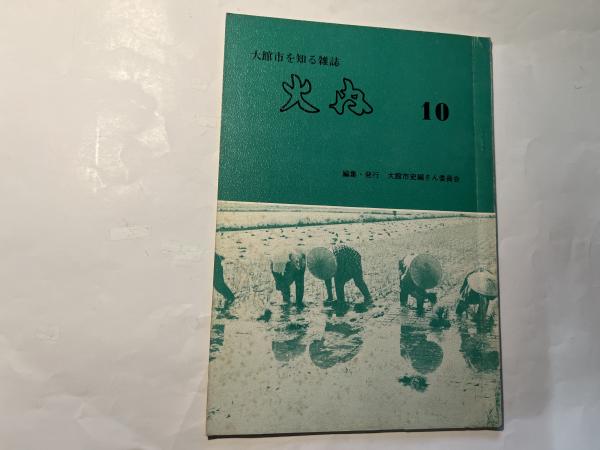 大館市を知る雑誌
火内 10
編集・発行 大館市史編さん委員会